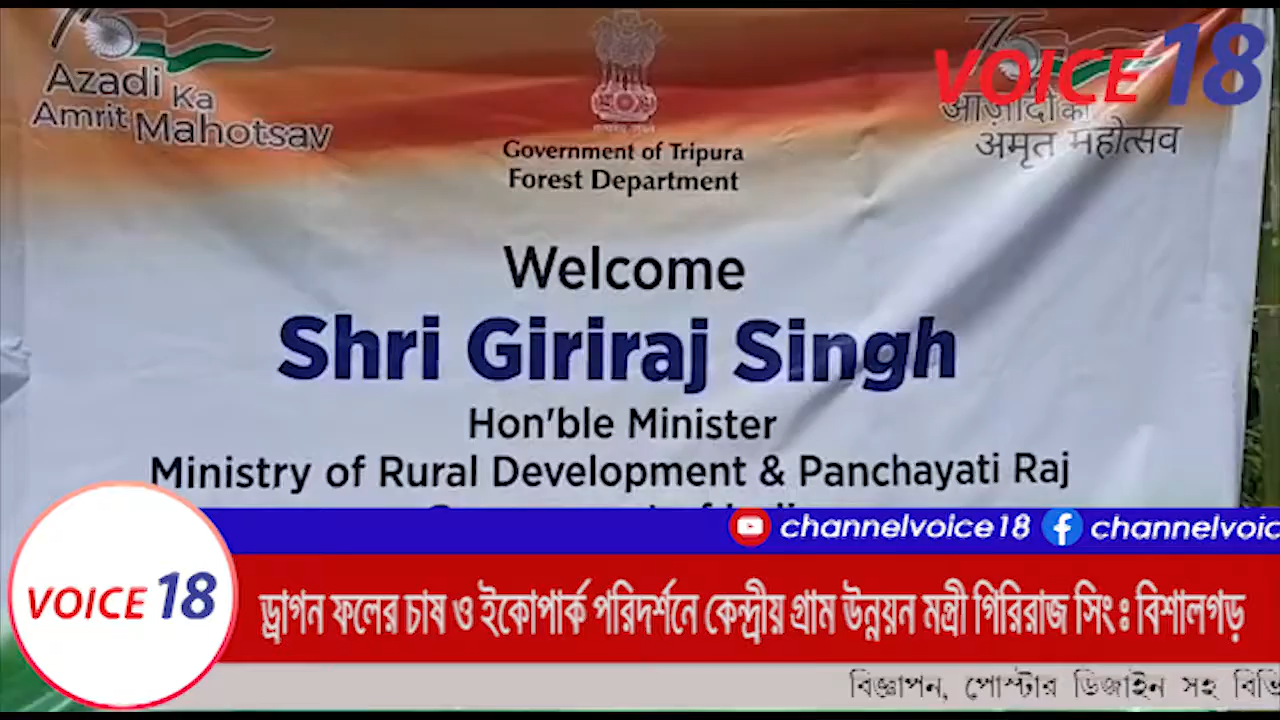 Azadi Ka
Amrit Mahotsav
Government of Tripura
Forest Department
VOICE 18
आज़ादी का
अमृत महोत्सव
Welcome
Shri Giriraj Singh
Hon'ble Minister
Ministry of Rural Development & Panchayati Raj
channelvoice18 channelvoic
VOICE 18
ড্রাগন ফলের চাষ ও ইকোপার্ক পরিদর্শনে কেন্দ্রীয় গ্রাম উন্নয়ন মন্ত্রী গিরিরাজ সিংঃ বিশালগড়
বিজ্ঞাপন, পোস্টার ডিজাইন সহ বিভি